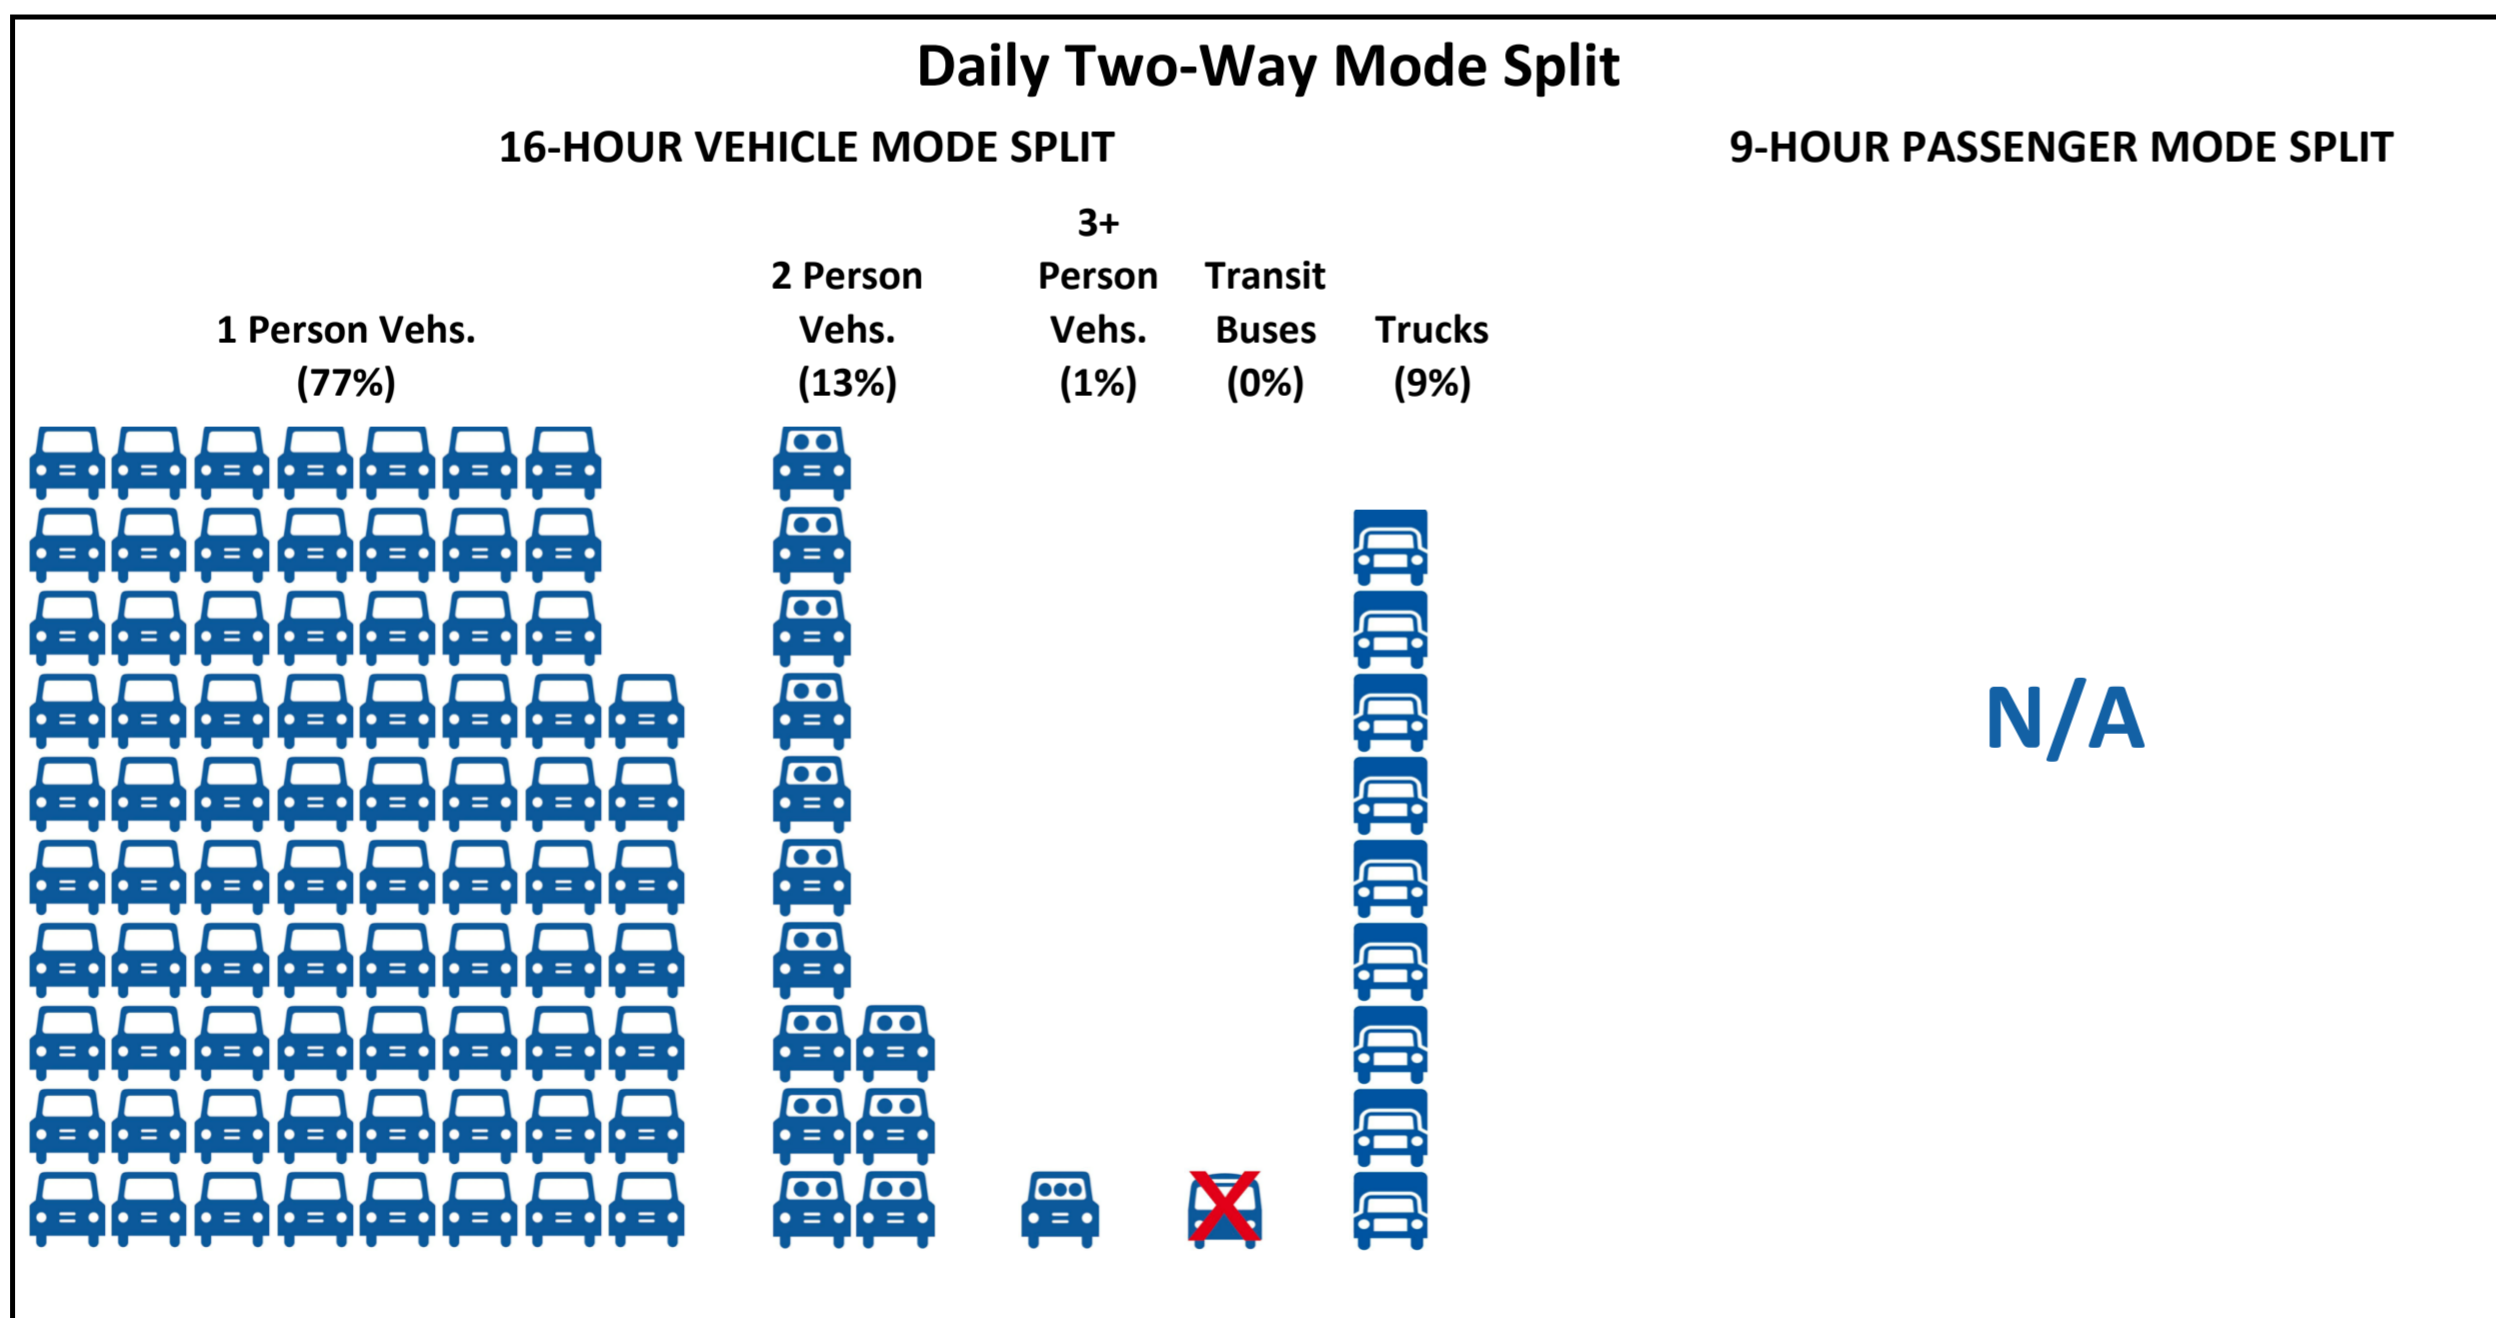 Daily Two-Way Mode Split
16-HOUR VEHICLE MODE SPLIT
9-HOUR PASSENGER MODE SPLIT
1 Person Vehs.
(77%)
2 Person
Vehs.
(13%)
3+
Person
Vehs.
(1%)
Transit
Buses
(0%)
Trucks
(9%)
N/A